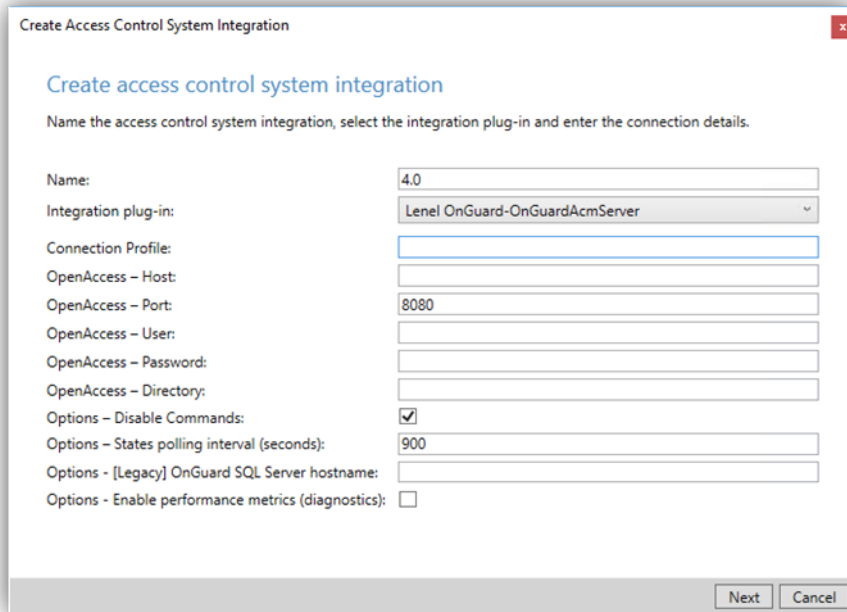 Create Access Control System Integration
x
Create access control system integration
Name the access control system integration, select the integration plug-in and enter the connection details.
Name: 4.0
Integration plug-in: Lenel OnGuard-OnGuardAcmServer
Connection Profile:
OpenAccess – Host:
OpenAccess – Port: 8080
OpenAccess – User:
OpenAccess – Password:
OpenAccess – Directory:
Options – Disable Commands:
Options – States polling interval (seconds): 900
Options - [Legacy] OnGuard SQL Server hostname:
Options - Enable performance metrics (diagnostics):
Next Cancel